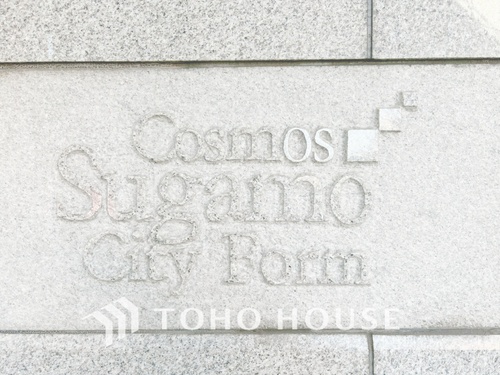 Cosmos
Sugamo
City Form
TOHO HOUSE